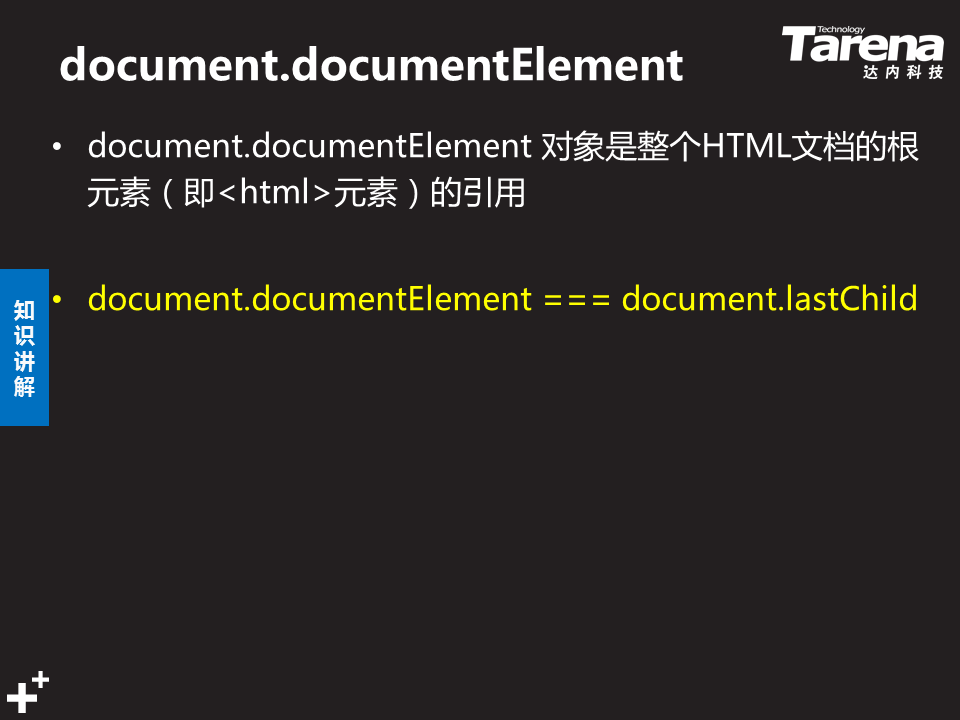 document.documentElement
Technology
Tarena
达内科技
• document.documentElement 对象是整个HTML文档的根
元素（即<html>元素）的引用
• document.documentElement === document.lastChild
知
识
讲
解